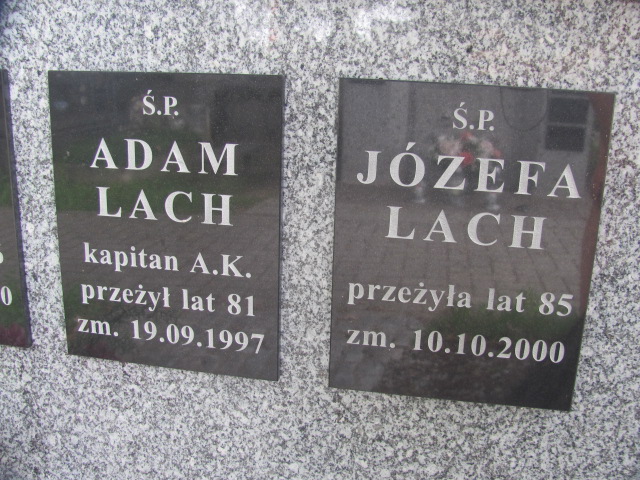 Ś.P.
ADAM
LACH
kapitan A.K.
przeżył lat 81
zm. 19.09.1997
Ś.P.
JÓZEFA
LACH
przeżyła lat 85
zm. 10.10.2000